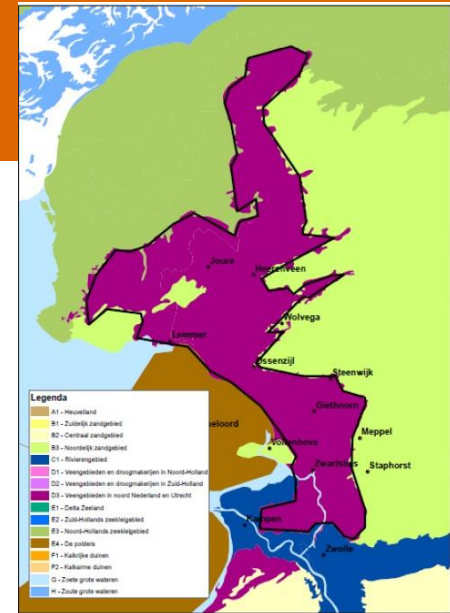 Joure
Heerenveen
Wolvega
Lemmer
Ossenzijl
Steenwijk
Giethoorn
eloord
Meppel
Vollenhove
Zwartsluis
Staphorst
Kampen
Zwolle
Legenda
A1 - Heuvelland
B1 - Zuidelijk zandgebied
B2 - Centraal zandgebied
B3 - Noordelijk zandgebied
C1 - Rivierengebied
D1 - Veengebieden en droogmakerijen in Noord-Holland
D2 - Veengebieden en droogmakerijen in Zuid-Holland
D3 - Veengebieden in noord Nederland en Utrecht
E1 - Delta Zeeland
E2 - Zuid-Hollands zeekleigebied
E3 - Noord-Hollands zeekleigebied
E4 - De polders
F1 - Kalkrijke duinen
F2 - Kalkarme duinen
G - Zoete grote wateren
H - Zoute grote wateren